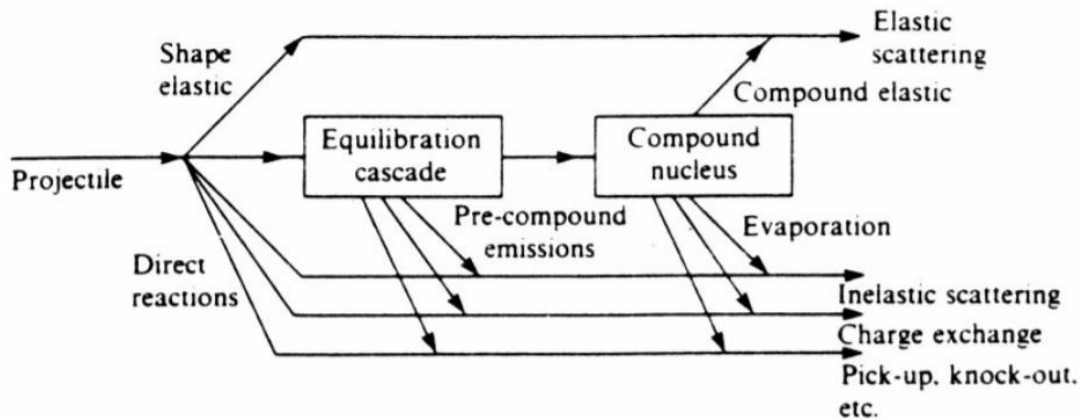 Elastic
scattering
Shape
elastic
Compound elastic
Equilibration
cascade
Compound
nucleus
Projectile
Pre-compound
emissions
Evaporation
Direct
reactions
Inelastic scattering
Charge exchange
Pick-up, knock-out,
etc.